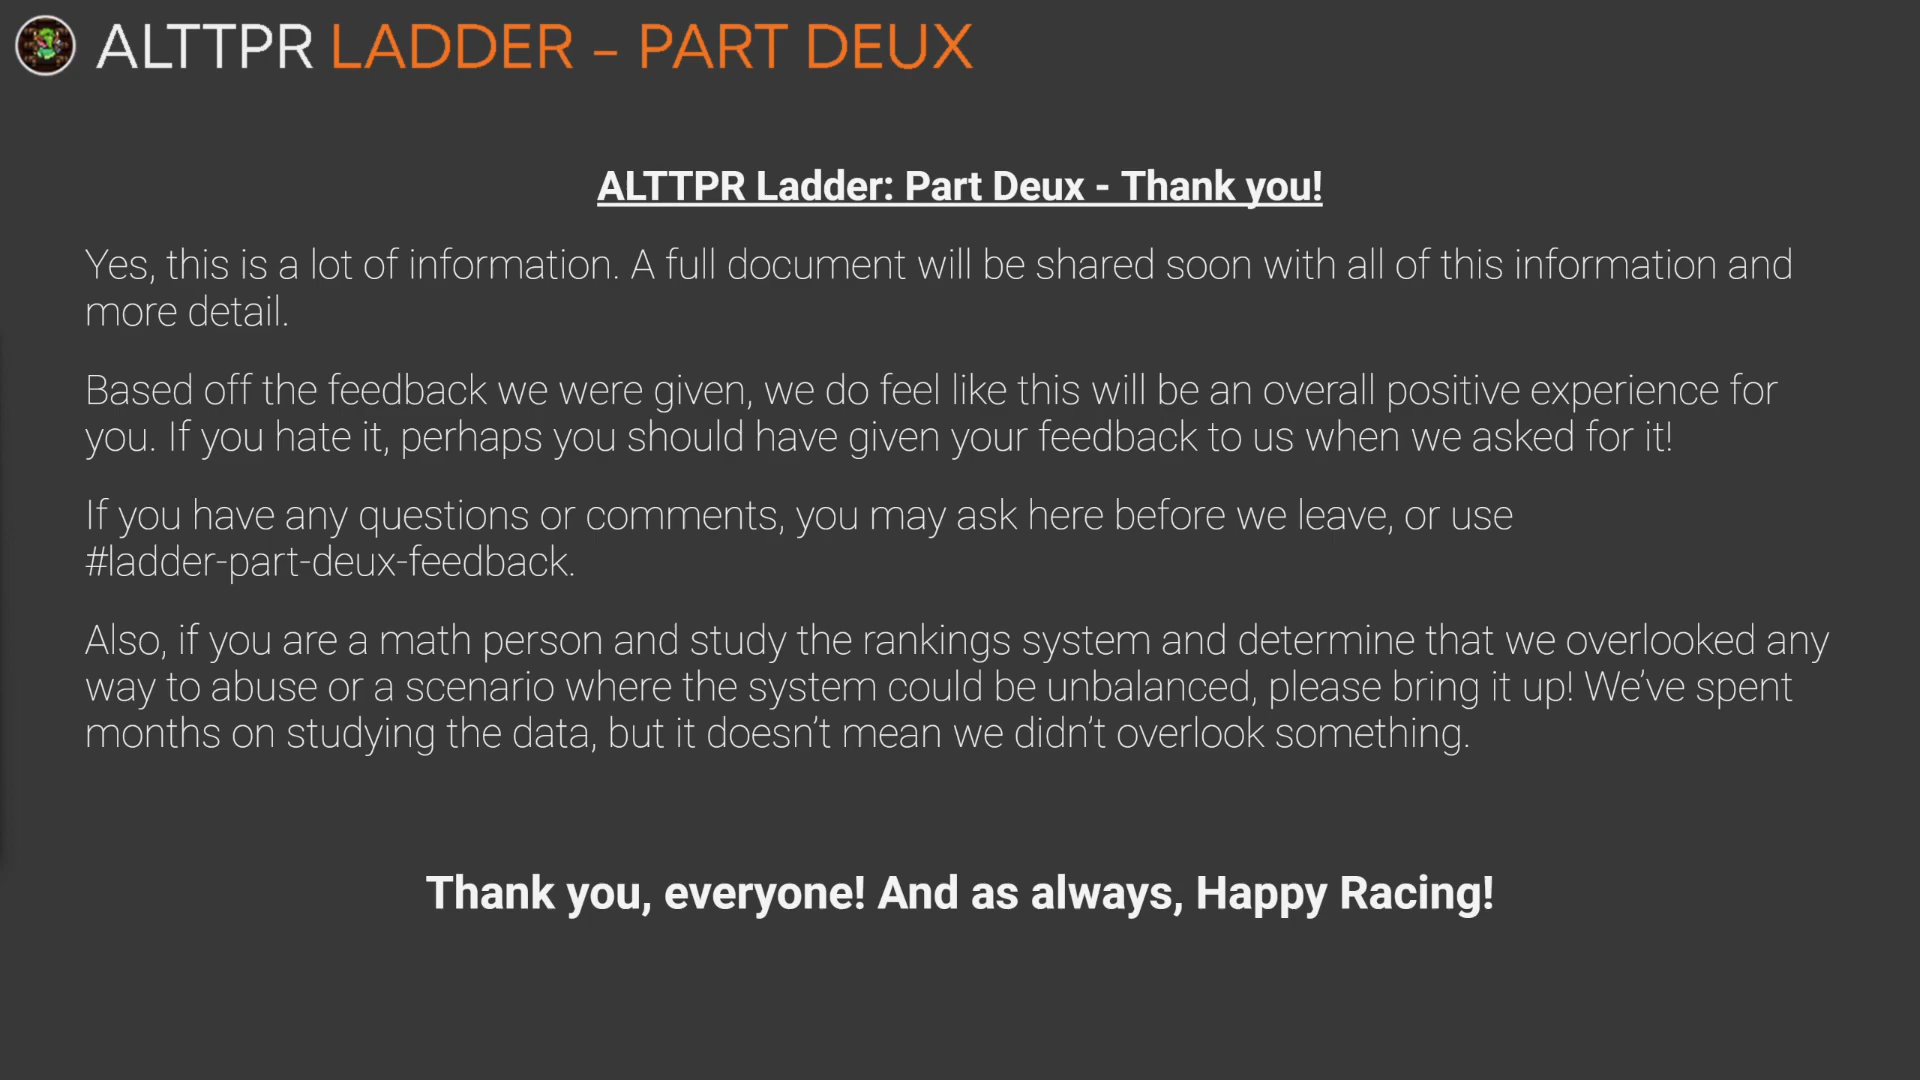 ALTTPR LADDER – PART DEUX
ALTTPR Ladder: Part Deux - Thank you!
Yes, this is a lot of information. A full document will be shared soon with all of this information and
more detail.
Based off the feedback we were given, we do feel like this will be an overall positive experience for
you. If you hate it, perhaps you should have given your feedback to us when we asked for it!
If you have any questions or comments, you may ask here before we leave, or use
#ladder-part-deux-feedback.
Also, if you are a math person and study the rankings system and determine that we overlooked any
way to abuse or a scenario where the system could be unbalanced, please bring it up! We’ve spent
months on studying the data, but it doesn’t mean we didn’t overlook something.
Thank you, everyone! And as always, Happy Racing!